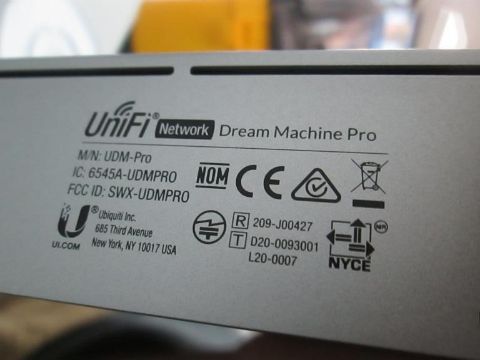 UniFi® Network Dream Machine Pro
M/N: UDM-Pro
IC: 6545A-UDMPRO
FCC ID: SWX-UDMPRO
NOM CE
U® Ubiquiti Inc.
685 Third Avenue
New York, NY 10017 USA
UI.COM
R 209-J00427
T D20-0093001
L20-0007
NYCE